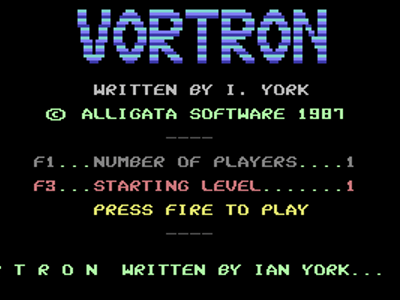 VORTRON
WRITTEN BY I. YORK
© ALLIGATA SOFTWARE 1987
----
F1...NUMBER OF PLAYERS....1
F3...STARTING LEVEL.......1
PRESS FIRE TO PLAY
----
T R O N  WRITTEN BY IAN YORK...